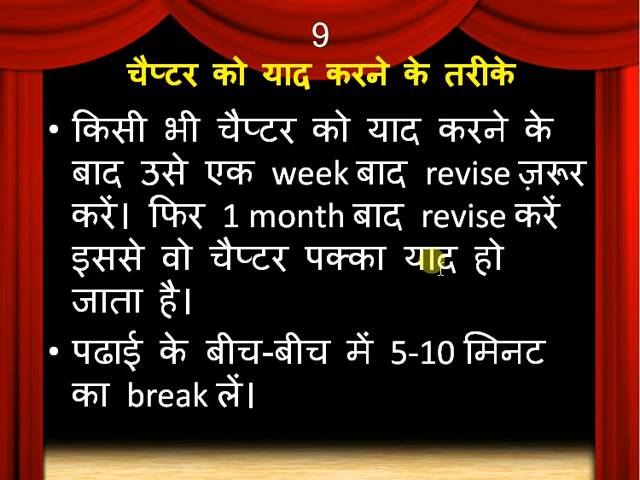 9
चैप्टर को याद करने के तरीके
• किसी भी चैप्टर को याद करने के
बाद उसे एक week बाद revise ज़रूर
करें। फिर 1 month बाद revise करें
इससे वो चैप्टर पक्का याद हो
जाता है।
• पढाई के बीच-बीच में 5-10 मिनट
का break लें।